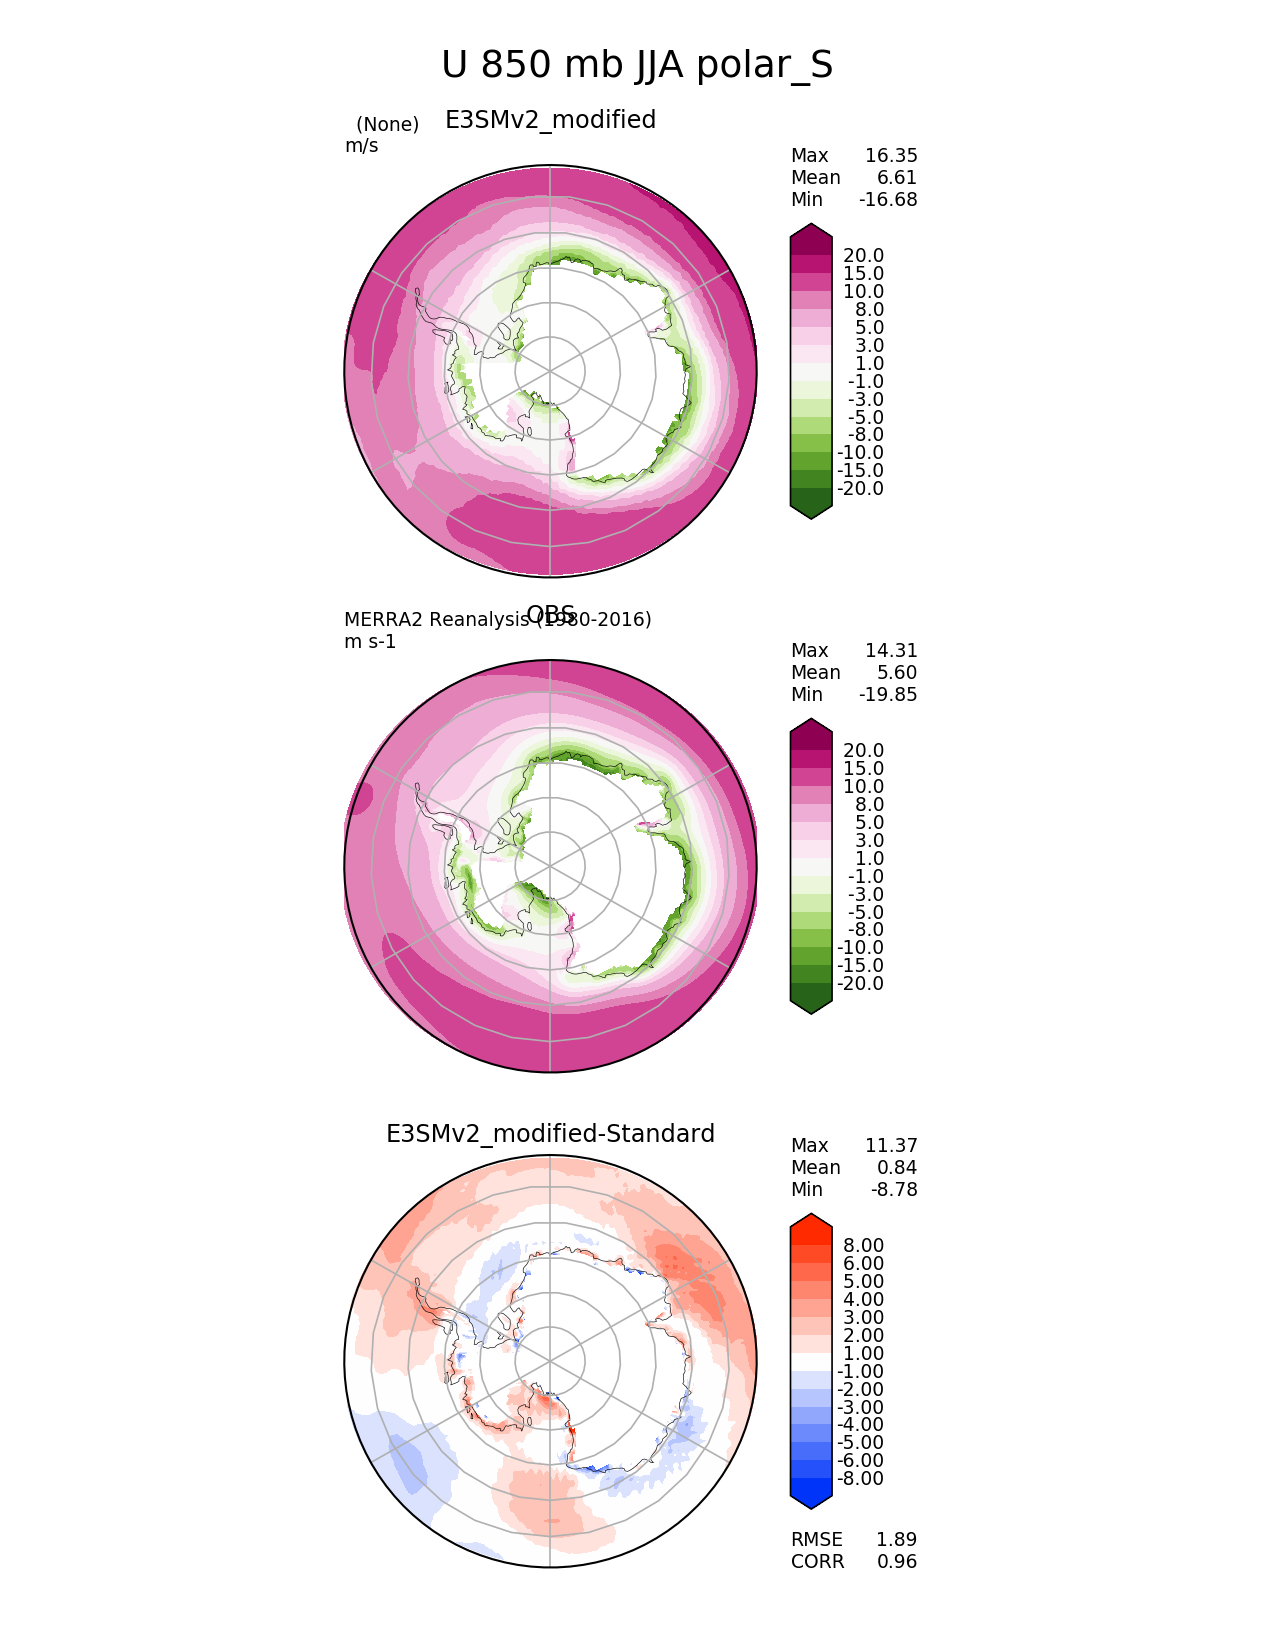 U 850 mb JJA polar_S
E3SMv2_modified
(None)
m/s
Max 16.35
Mean 6.61
Min -16.68
20.0
15.0
10.0
8.0
5.0
3.0
1.0
-1.0
-3.0
-5.0
-8.0
-10.0
-15.0
-20.0
OBS
MERRA2 Reanalysis (1980-2016)
m s-1
Max 14.31
Mean 5.60
Min -19.85
20.0
15.0
10.0
8.0
5.0
3.0
1.0
-1.0
-3.0
-5.0
-8.0
-10.0
-15.0
-20.0
E3SMv2_modified-Standard
Max 11.37
Mean 0.84
Min -8.78
8.00
6.00
5.00
4.00
3.00
2.00
1.00
-1.00
-2.00
-3.00
-4.00
-5.00
-6.00
-8.00
RMSE 1.89
CORR 0.96